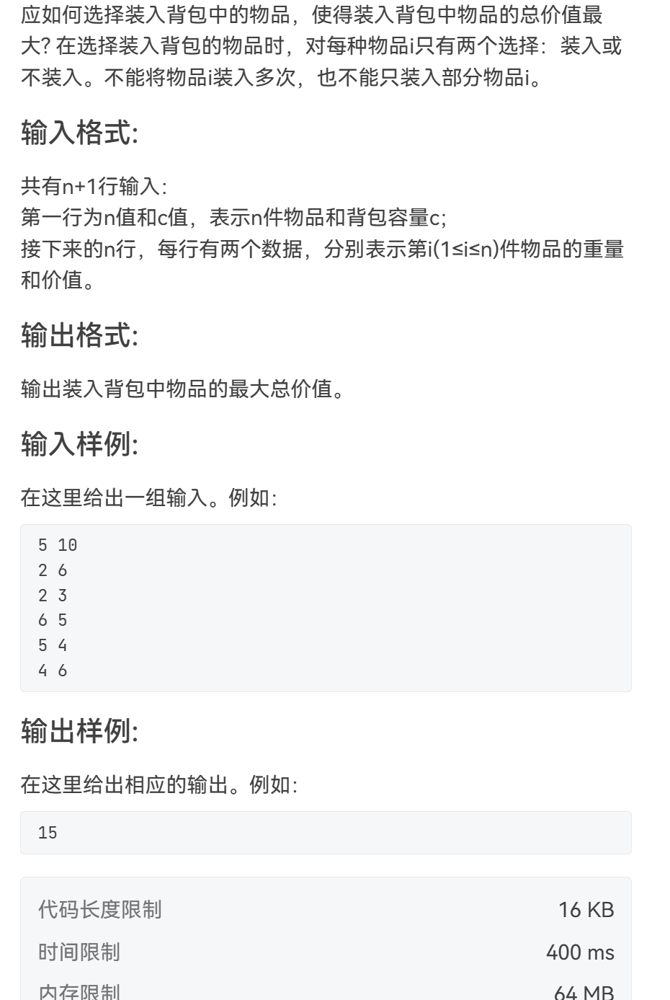 应如何选择装入背包中的物品，使得装入背包中物品的总价值最
大? 在选择装入背包的物品时，对每种物品i只有两个选择：装入或
不装入。不能将物品i装入多次，也不能只装入部分物品i。
输入格式:
共有n+1行输入：
第一行为n值和c值，表示n件物品和背包容量c；
接下来的n行，每行有两个数据，分别表示第i(1≤i≤n)件物品的重量
和价值。
输出格式:
输出装入背包中物品的最大总价值。
输入样例:
在这里给出一组输入。例如：
5 10
2 6
2 3
6 5
5 4
4 6
输出样例:
在这里给出相应的输出。例如：
15
代码长度限制 16 KB
时间限制 400 ms
内存限制 64 MB